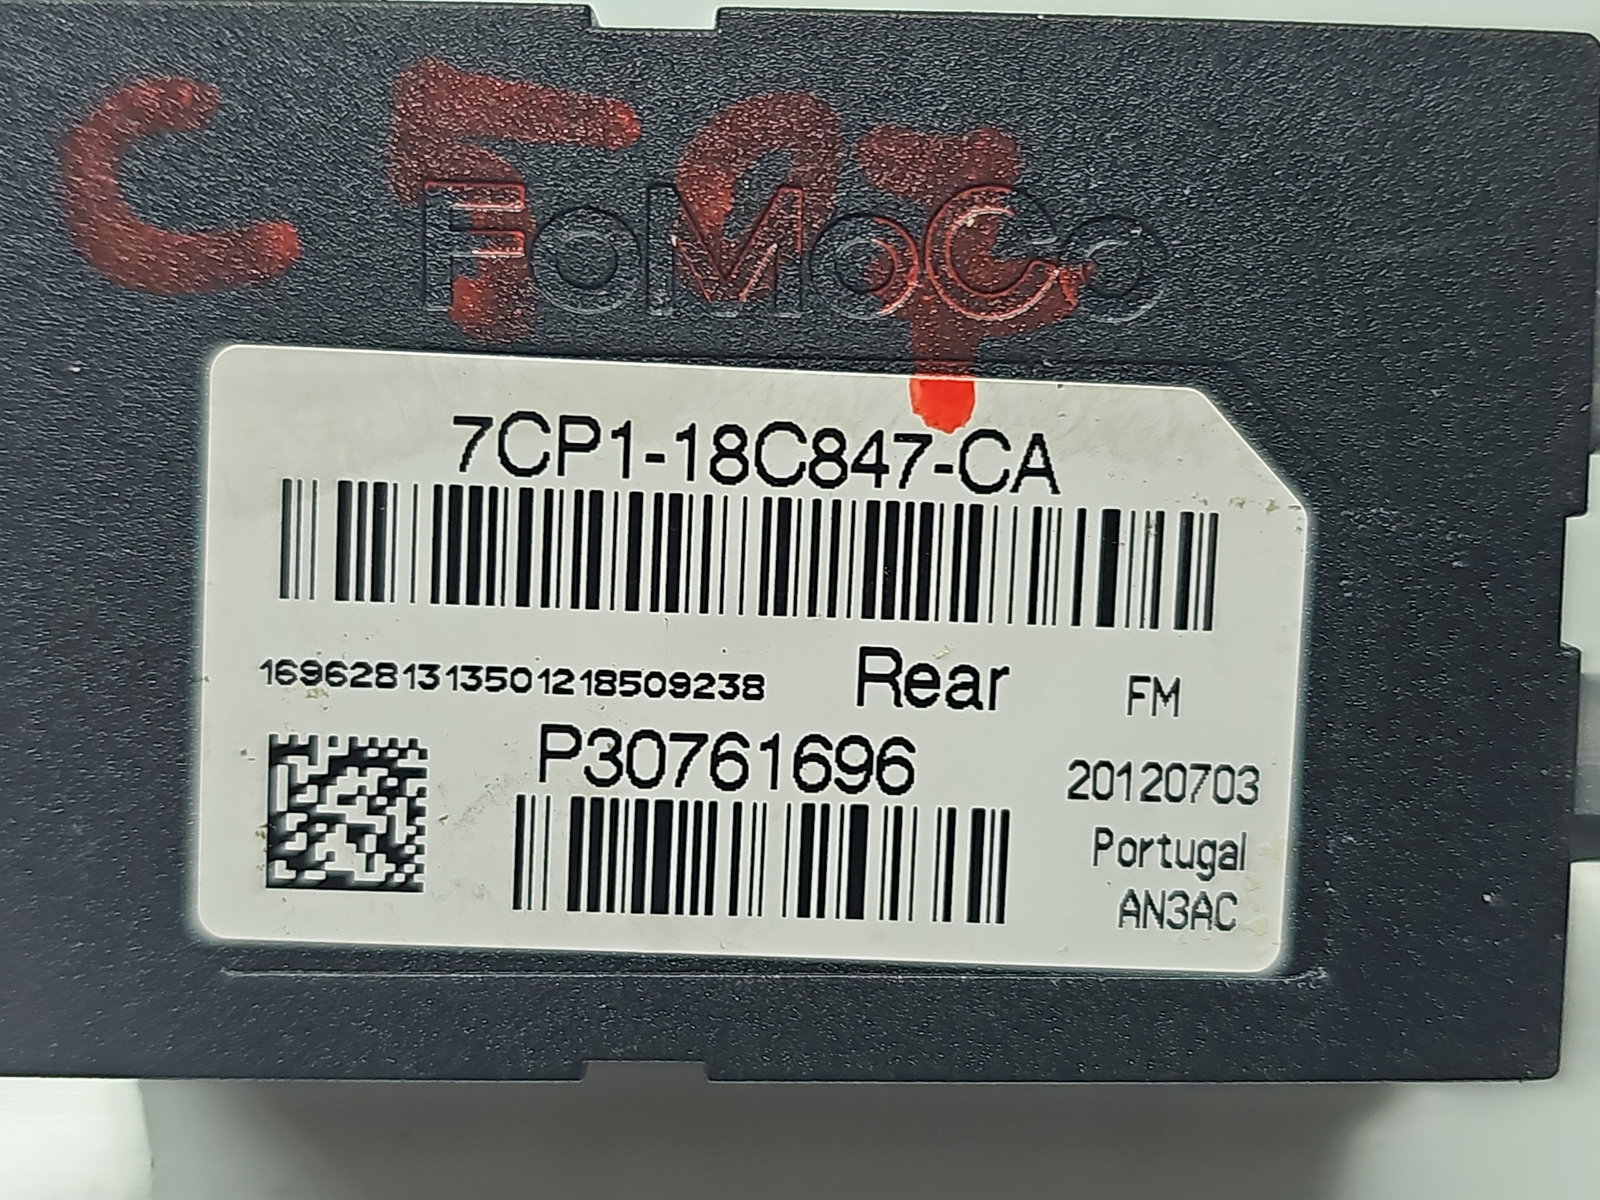 FoMoCo
7CP1-18C847-CA
1696281313501218509238
Rear
FM
P30761696
20120703
Portugal
AN3AC